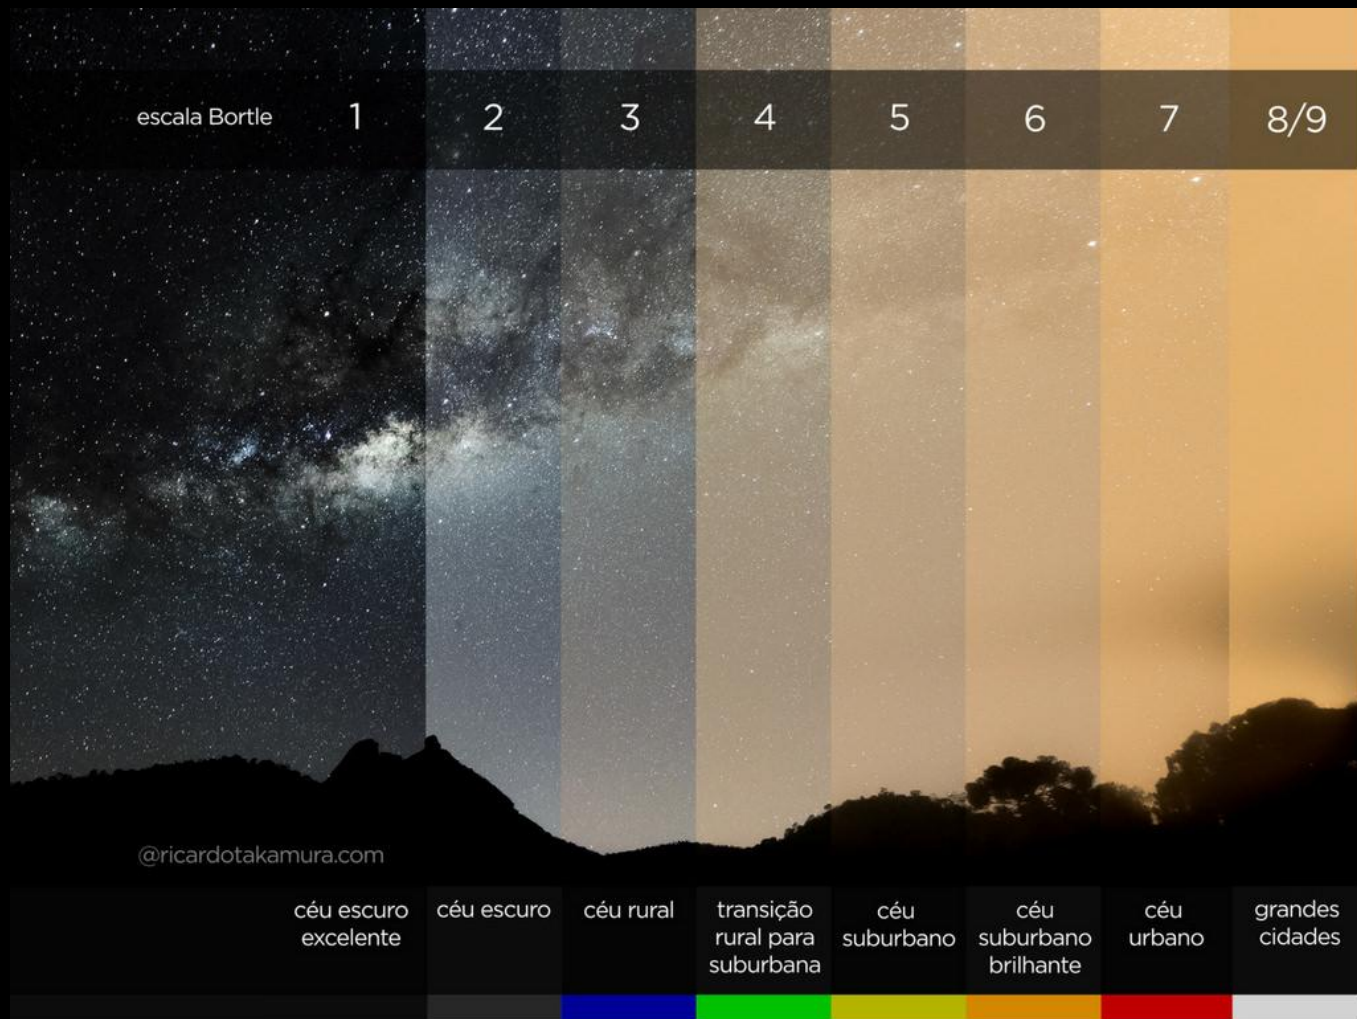 escala Bortle 1 2 3 4 5 6 7 8/9
@ricardotakamura.com
céu escuro
excelente
céu escuro
céu rural
transição
rural para
suburbana
céu
suburbano
céu
suburbano
brilhante
céu
urbano
grandes
cidades